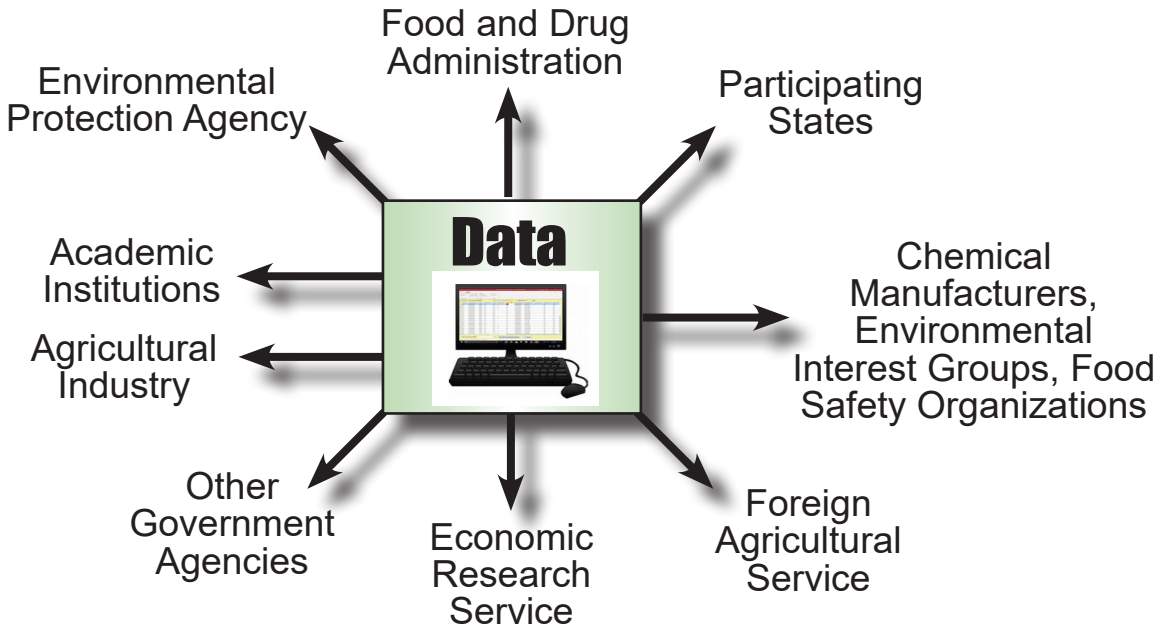 Food and Drug
Administration
Environmental
Protection Agency
Participating
States
Data
Academic
Institutions
Agricultural
Industry
Chemical
Manufacturers,
Environmental
Interest Groups, Food
Safety Organizations
Other
Government
Agencies
Economic
Research
Service
Foreign
Agricultural
Service